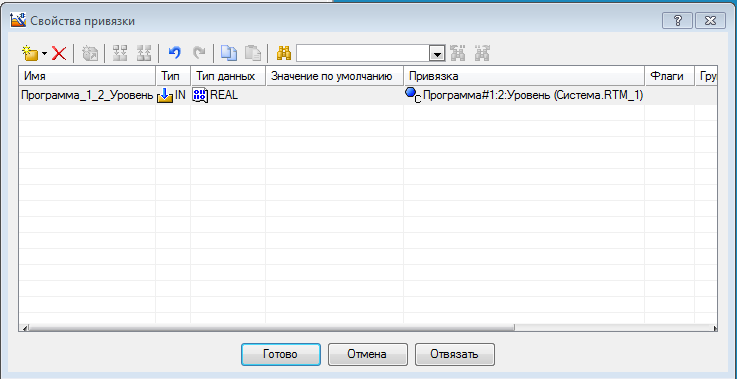 Свойства привязки
Имя Тип Тип данных Значение по умолчанию Привязка Флаги Гру
Программа_1_2_Уровень IN REAL Программа#1:2:Уровень (Система.RTM_1)
Готово Отмена Отвязать